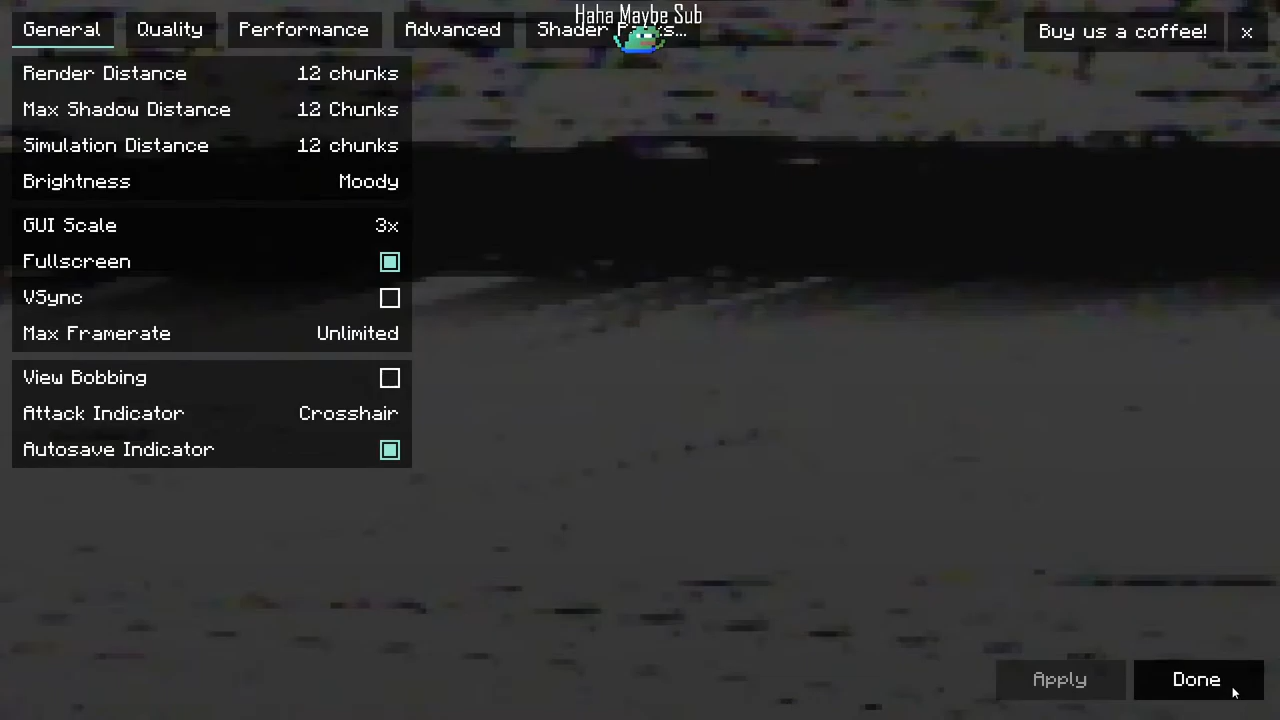 Haha Maybe Sub
General Quality Performance Advanced Shader Packs... Buy us a coffee! x
Render Distance 12 chunks
Max Shadow Distance 12 Chunks
Simulation Distance 12 chunks
Brightness Moody
GUI Scale 3x
Fullscreen
VSync
Max Framerate Unlimited
View Bobbing
Attack Indicator Crosshair
Autosave Indicator
Apply Done